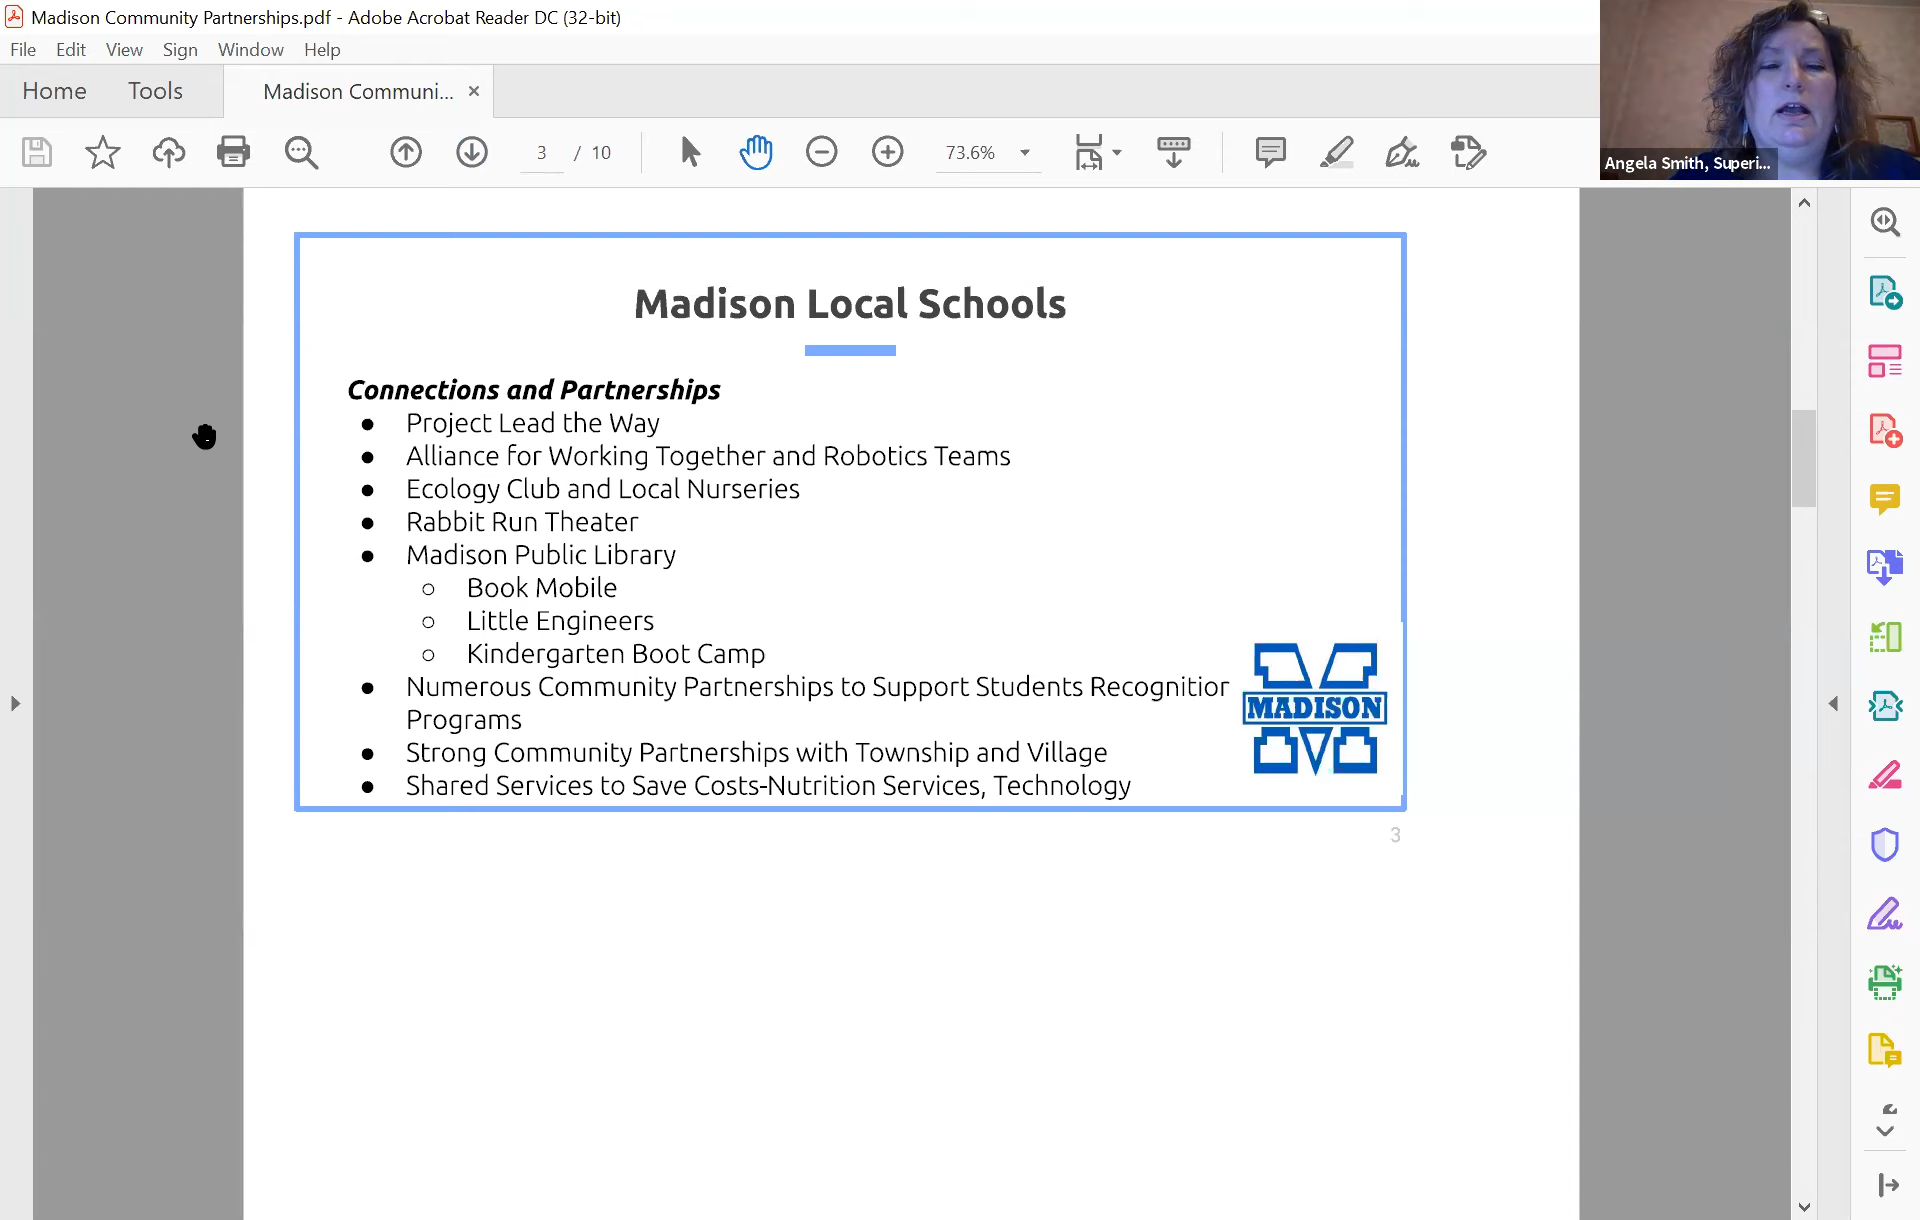 Madison Community Partnerships.pdf - Adobe Acrobat Reader DC (32-bit)
File Edit View Sign Window Help
Home Tools Madison Communi... ×
3 / 10 73.6%
Angela Smith, Superi...
Madison Local Schools
Connections and Partnerships
● Project Lead the Way
● Alliance for Working Together and Robotics Teams
● Ecology Club and Local Nurseries
● Rabbit Run Theater
● Madison Public Library
○ Book Mobile
○ Little Engineers
○ Kindergarten Boot Camp
● Numerous Community Partnerships to Support Students Recognition
Programs
● Strong Community Partnerships with Township and Village
● Shared Services to Save Costs-Nutrition Services, Technology
MADISON
3